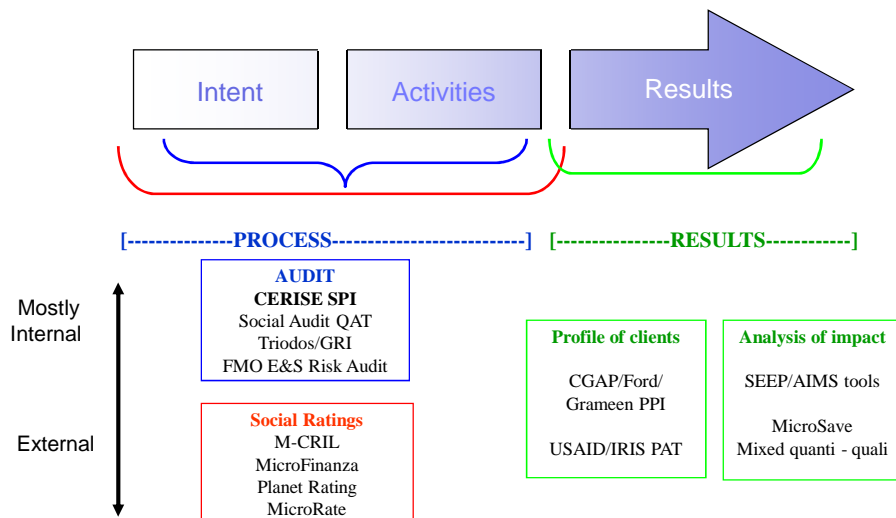 Intent
Activities
Results
[---------------PROCESS---------------------------]
[----------------RESULTS------------]
Mostly
Internal
External
AUDIT
CERISE SPI
Social Audit QAT
Triodos/GRI
FMO E&S Risk Audit
Social Ratings
M-CRIL
MicroFinanza
Planet Rating
MicroRate
Profile of clients
CGAP/Ford/
Grameen PPI
USAID/IRIS PAT
Analysis of impact
SEEP/AIMS tools
MicroSave
Mixed quanti - quali